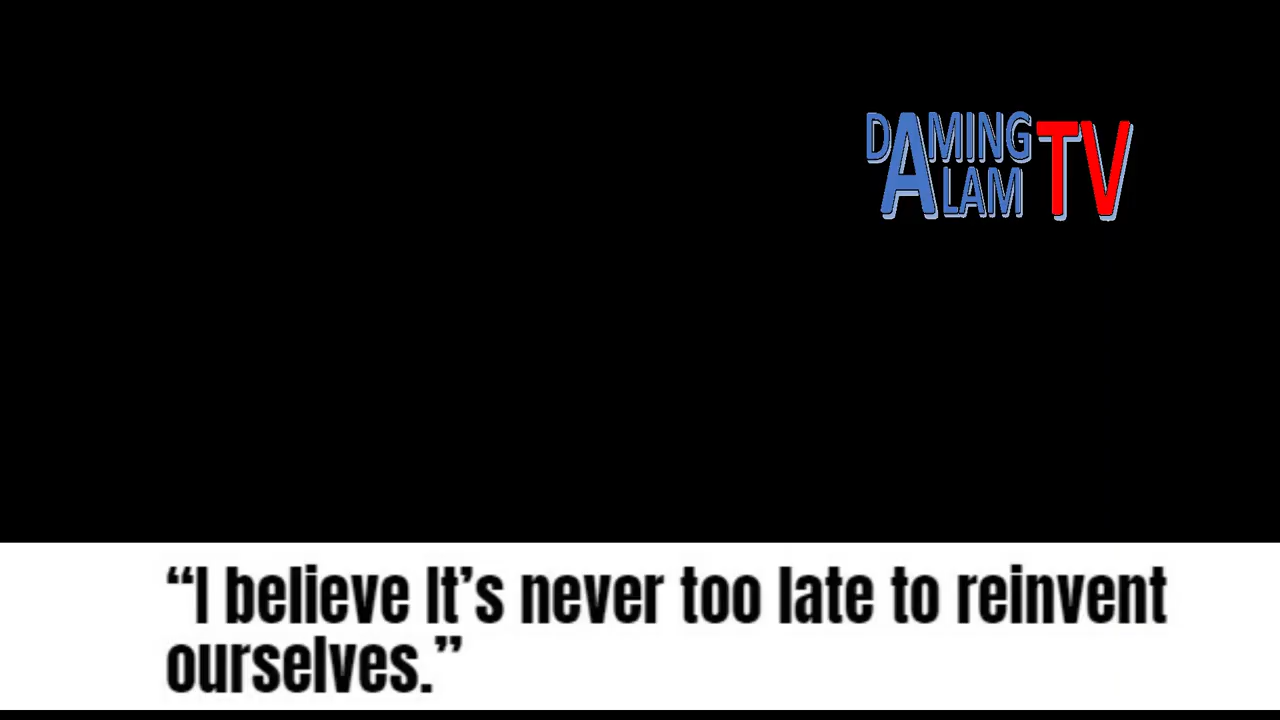 DAMING
ALAM TV
“I believe It’s never too late to reinvent
ourselves.”